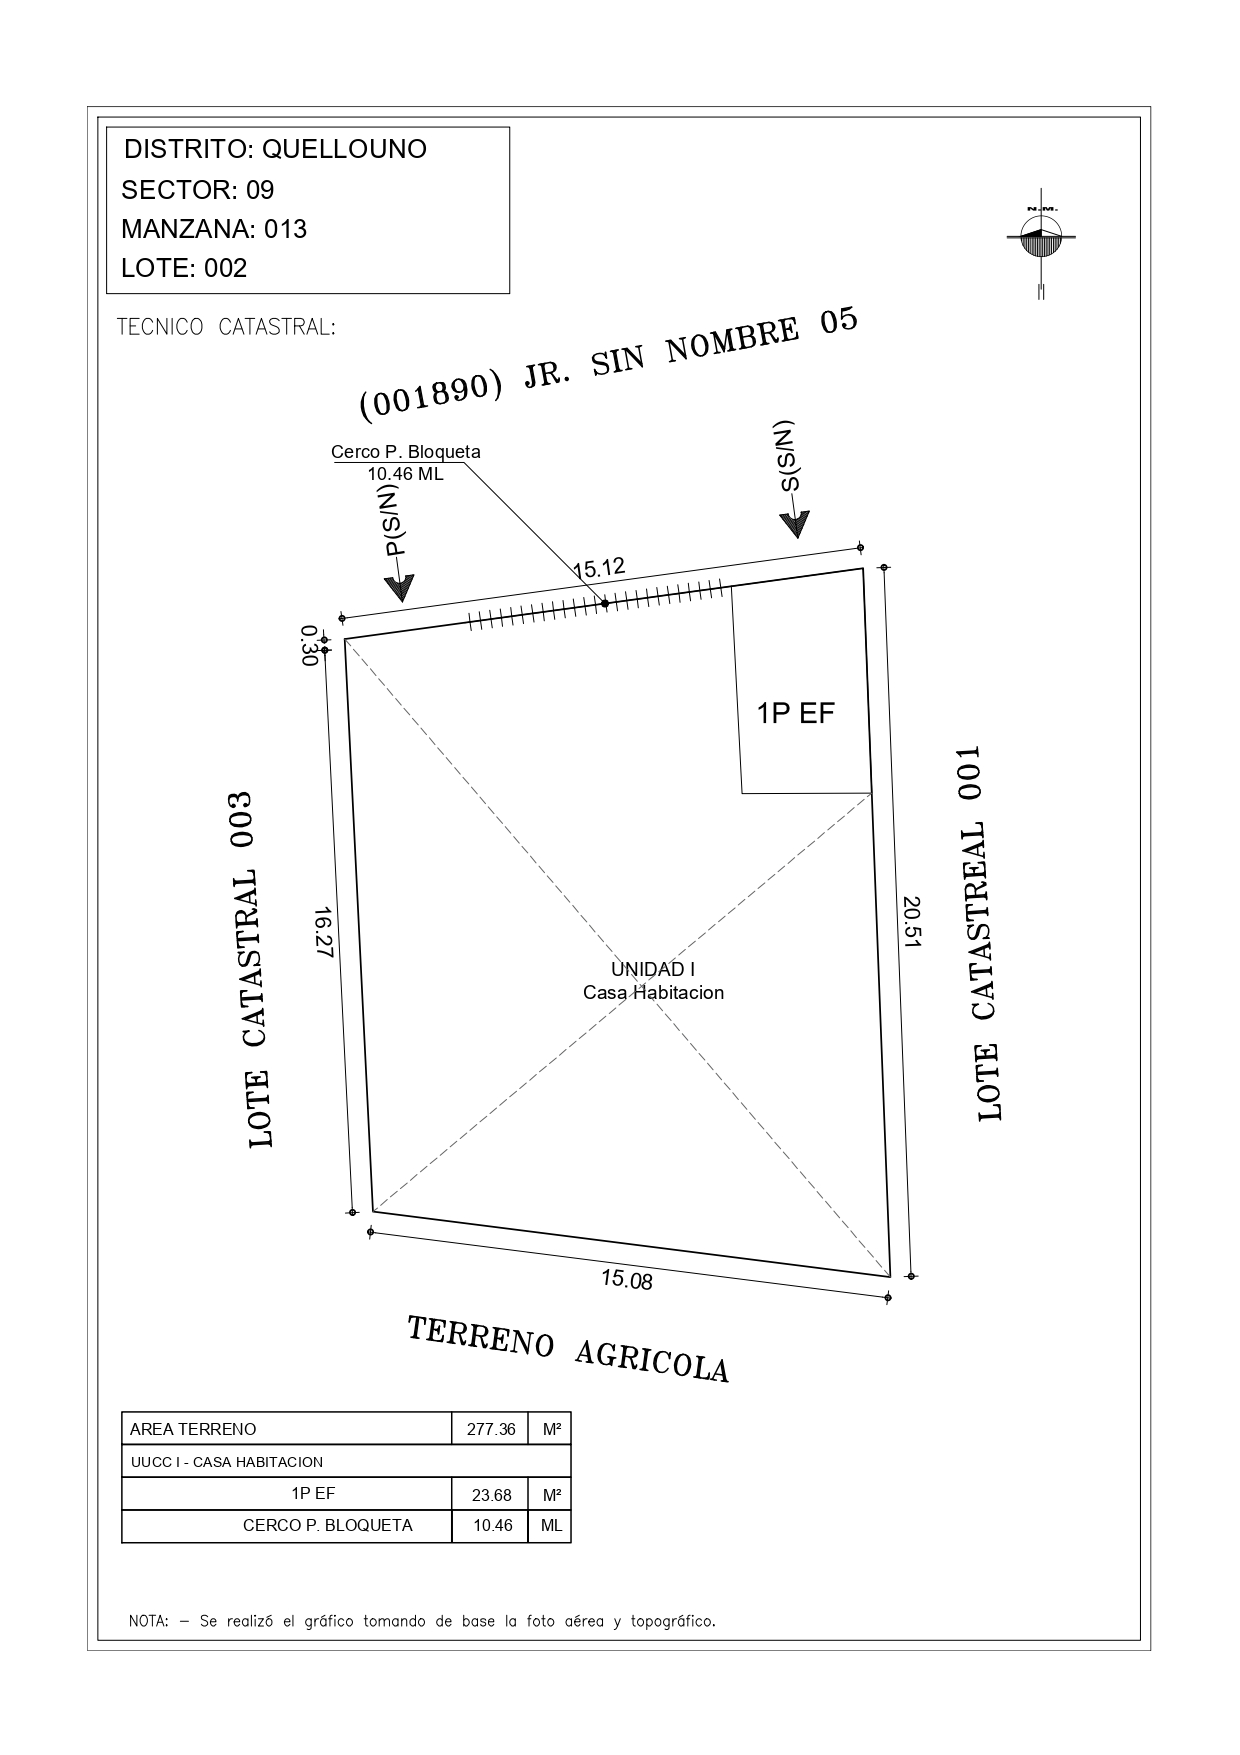 DISTRITO: QUELLOUNO
SECTOR: 09
MANZANA: 013
LOTE: 002
N.M.
TECNICO CATASTRAL:
(001890) JR. SIN NOMBRE 05
Cerco P. Bloqueta
10.46 ML
P(S/N)
S(S/N)
15.12
0.30
1P EF
LOTE CATASTRAL 003
16.27
20.51
LOTE CATASTREAL 001
UNIDAD I
Casa Habitacion
15.08
TERRENO AGRICOLA
AREA TERRENO 277.36 M²
UUCC I - CASA HABITACION
1P EF 23.68 M²
CERCO P. BLOQUETA 10.46 ML
NOTA: – Se realizó el gráfico tomando de base la foto aérea y topográfico.